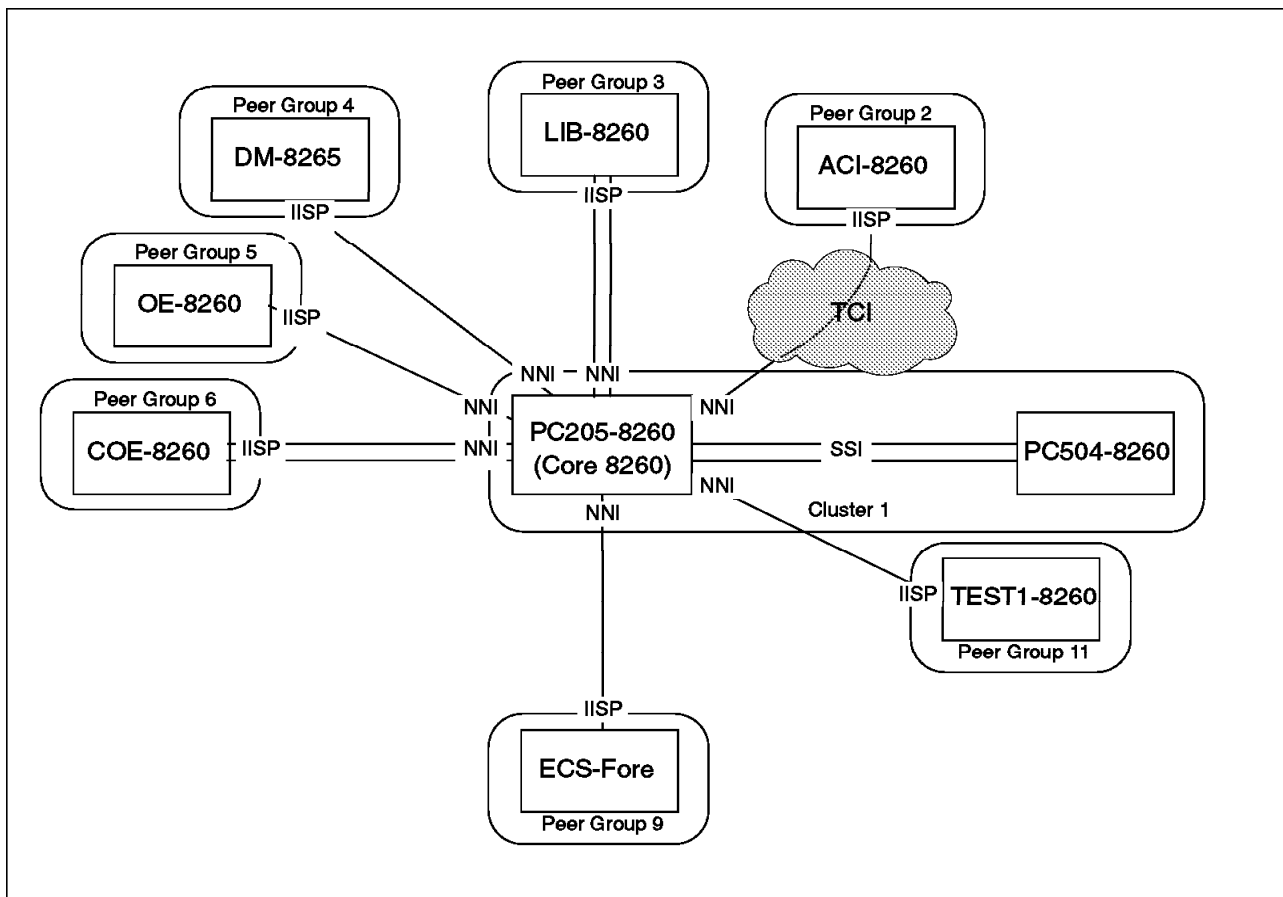 Peer Group 3
LIB-8260
IISP
Peer Group 4
DM-8265
IISP
Peer Group 2
ACI-8260
IISP
Peer Group 5
OE-8260
IISP
TCI
Peer Group 6
COE-8260
IISP
NNI
NNI
NNI
NNI
NNI
PC205-8260
(Core 8260)
SSI
PC504-8260
NNI
NNI
Cluster 1
IISP
TEST1-8260
Peer Group 11
IISP
ECS-Fore
Peer Group 9